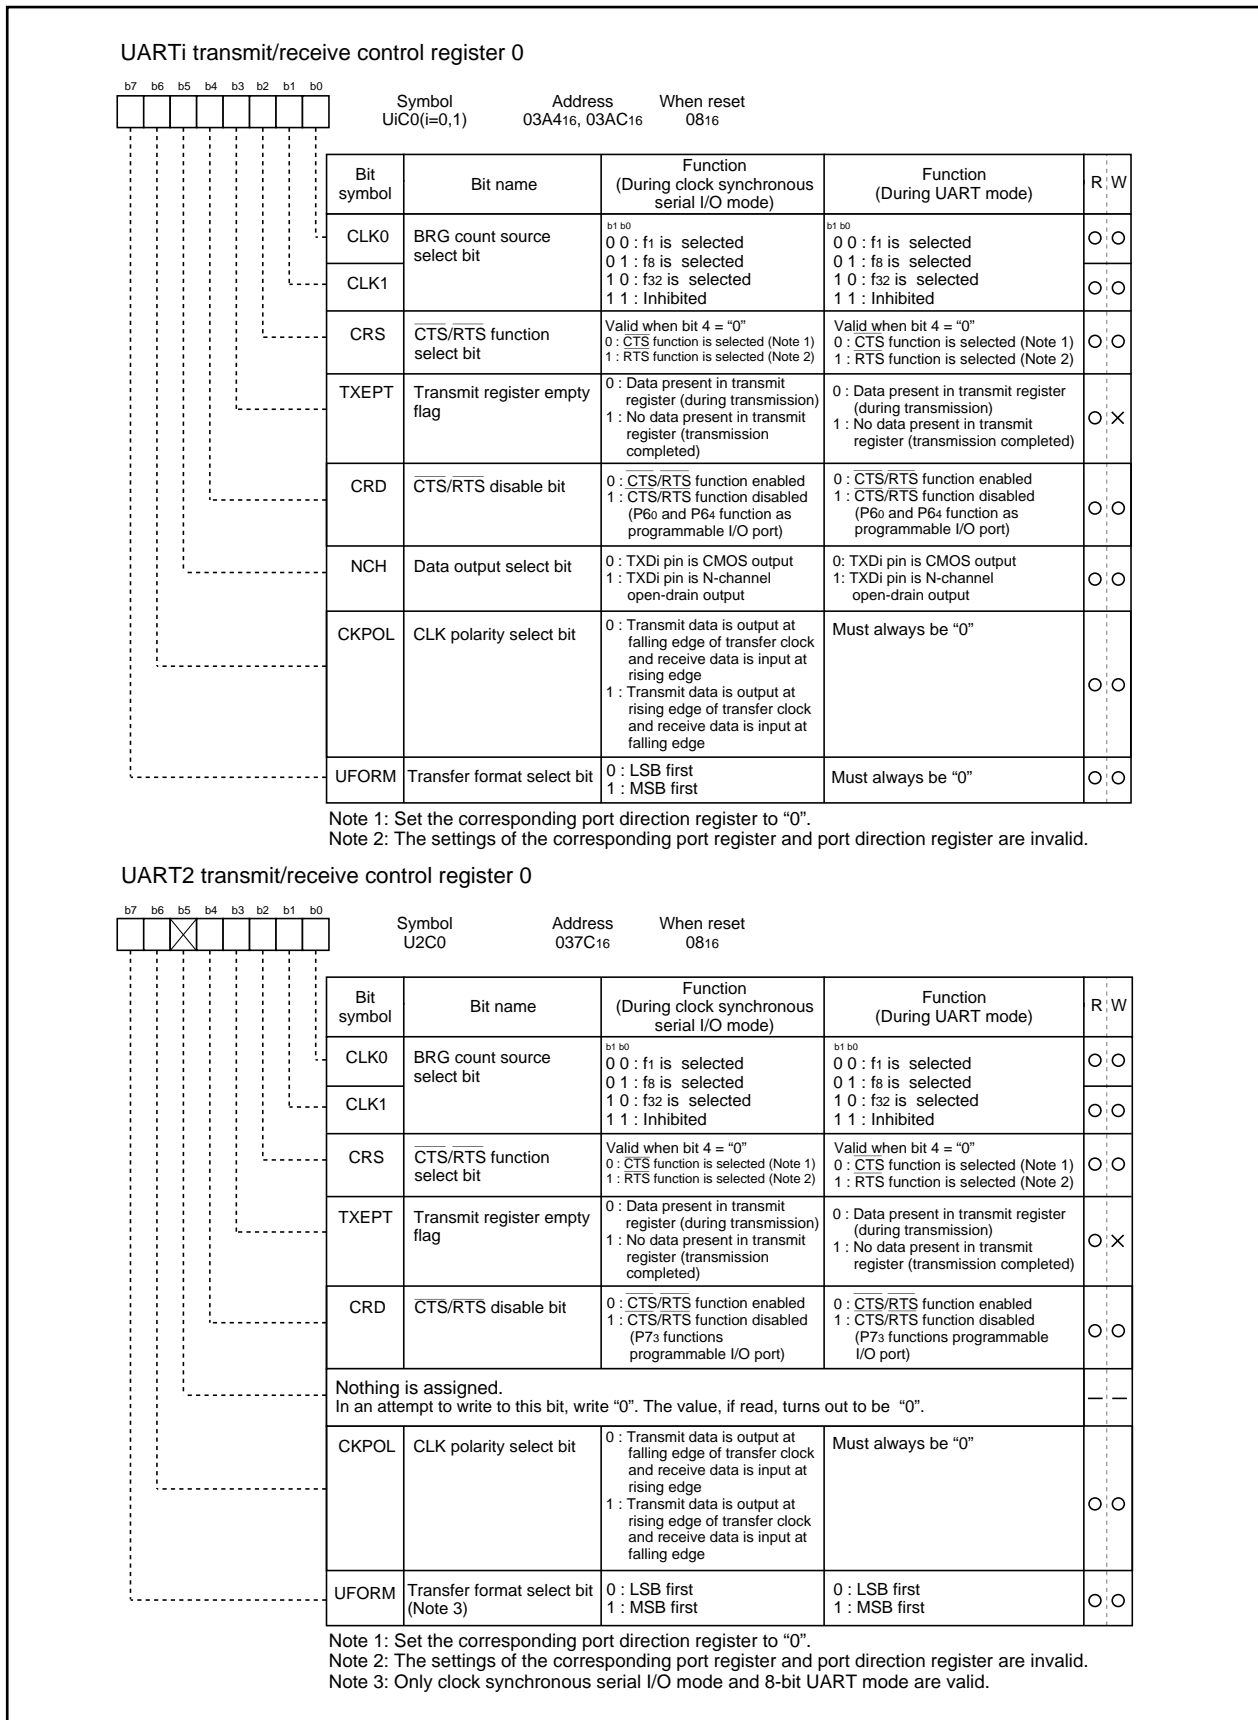 UARTi transmit/receive control register 0
b7 b6 b5 b4 b3 b2 b1 b0
Symbol Address When reset
UiC0(i=0,1) 03A416, 03AC16 0816
Bit symbol Bit name Function (During clock synchronous serial I/O mode) Function (During UART mode) R W
CLK0 BRG count source select bit
b1 b0 b1 b0
0 0 : f1 is selected 0 0 : f1 is selected
0 1 : f8 is selected 0 1 : f8 is selected
CLK1 1 0 : f32 is selected 1 0 : f32 is selected
1 1 : Inhibited 1 1 : Inhibited
CRS CTS/RTS function select bit
Valid when bit 4 = “0” Valid when bit 4 = “0”
0 : CTS function is selected (Note 1) 0 : CTS function is selected (Note 1)
1 : RTS function is selected (Note 2) 1 : RTS function is selected (Note 2)
TXEPT Transmit register empty flag
0 : Data present in transmit
register (during transmission)
1 : No data present in transmit
register (transmission
completed)
0 : Data present in transmit register
(during transmission)
1 : No data present in transmit
register (transmission completed)
CRD CTS/RTS disable bit
0 : CTS/RTS function enabled
1 : CTS/RTS function disabled
(P60 and P64 function as
programmable I/O port)
0 : CTS/RTS function enabled
1 : CTS/RTS function disabled
(P60 and P64 function as
programmable I/O port)
NCH Data output select bit
0 : TXDi pin is CMOS output
1 : TXDi pin is N-channel
open-drain output
0: TXDi pin is CMOS output
1: TXDi pin is N-channel
open-drain output
CKPOL CLK polarity select bit
0 : Transmit data is output at
falling edge of transfer clock
and receive data is input at
rising edge
1 : Transmit data is output at
rising edge of transfer clock
and receive data is input at
falling edge
Must always be “0”
UFORM Transfer format select bit
0 : LSB first
1 : MSB first
Must always be “0”
Note 1: Set the corresponding port direction register to “0”.
Note 2: The settings of the corresponding port register and port direction register are invalid.
UART2 transmit/receive control register 0
b7 b6 b5 b4 b3 b2 b1 b0
Symbol Address When reset
U2C0 037C16 0816
Bit symbol Bit name Function (During clock synchronous serial I/O mode) Function (During UART mode) R W
CLK0 BRG count source select bit
b1 b0 b1 b0
0 0 : f1 is selected 0 0 : f1 is selected
0 1 : f8 is selected 0 1 : f8 is selected
CLK1 1 0 : f32 is selected 1 0 : f32 is selected
1 1 : Inhibited 1 1 : Inhibited
CRS CTS/RTS function select bit
Valid when bit 4 = “0” Valid when bit 4 = “0”
0 : CTS function is selected (Note 1) 0 : CTS function is selected (Note 1)
1 : RTS function is selected (Note 2) 1 : RTS function is selected (Note 2)
TXEPT Transmit register empty flag
0 : Data present in transmit
register (during transmission)
1 : No data present in transmit
register (transmission
completed)
0 : Data present in transmit register
(during transmission)
1 : No data present in transmit
register (transmission completed)
CRD CTS/RTS disable bit
0 : CTS/RTS function enabled
1 : CTS/RTS function disabled
(P73 functions
programmable I/O port)
0 : CTS/RTS function enabled
1 : CTS/RTS function disabled
(P73 functions programmable
I/O port)
Nothing is assigned.
In an attempt to write to this bit, write “0”. The value, if read, turns out to be “0”.
CKPOL CLK polarity select bit
0 : Transmit data is output at
falling edge of transfer clock
and receive data is input at
rising edge
1 : Transmit data is output at
rising edge of transfer clock
and receive data is input at
falling edge
Must always be “0”
UFORM Transfer format select bit (Note 3)
0 : LSB first 0 : LSB first
1 : MSB first 1 : MSB first
Note 1: Set the corresponding port direction register to “0”.
Note 2: The settings of the corresponding port register and port direction register are invalid.
Note 3: Only clock synchronous serial I/O mode and 8-bit UART mode are valid.